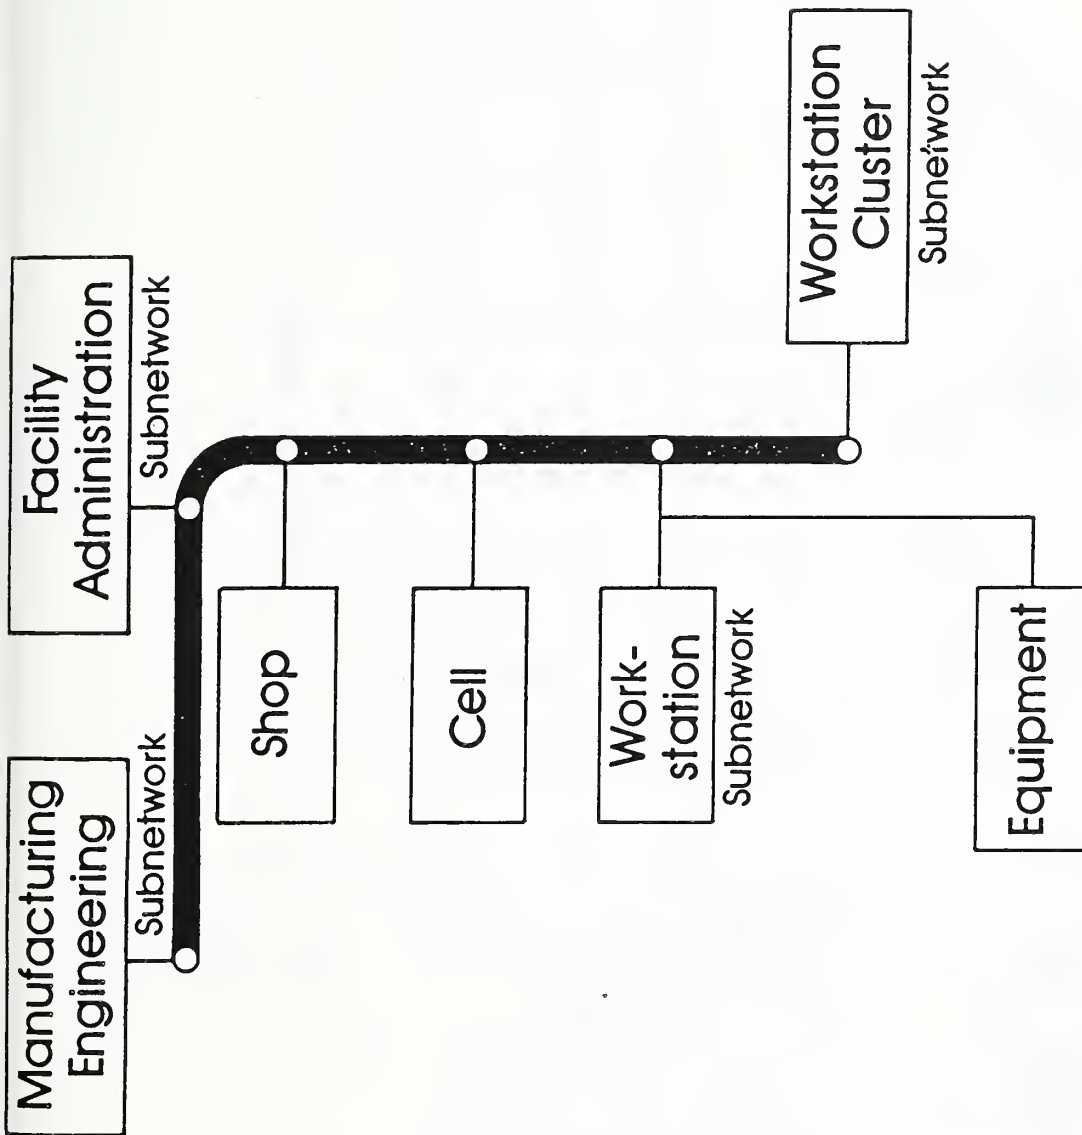 Manufacturing
Engineering
Subnetwork
Facility
Administration
Subnetwork
Shop
Cell
Work-
station
Subnetwork
Equipment
Workstation
Cluster
Subnetwork